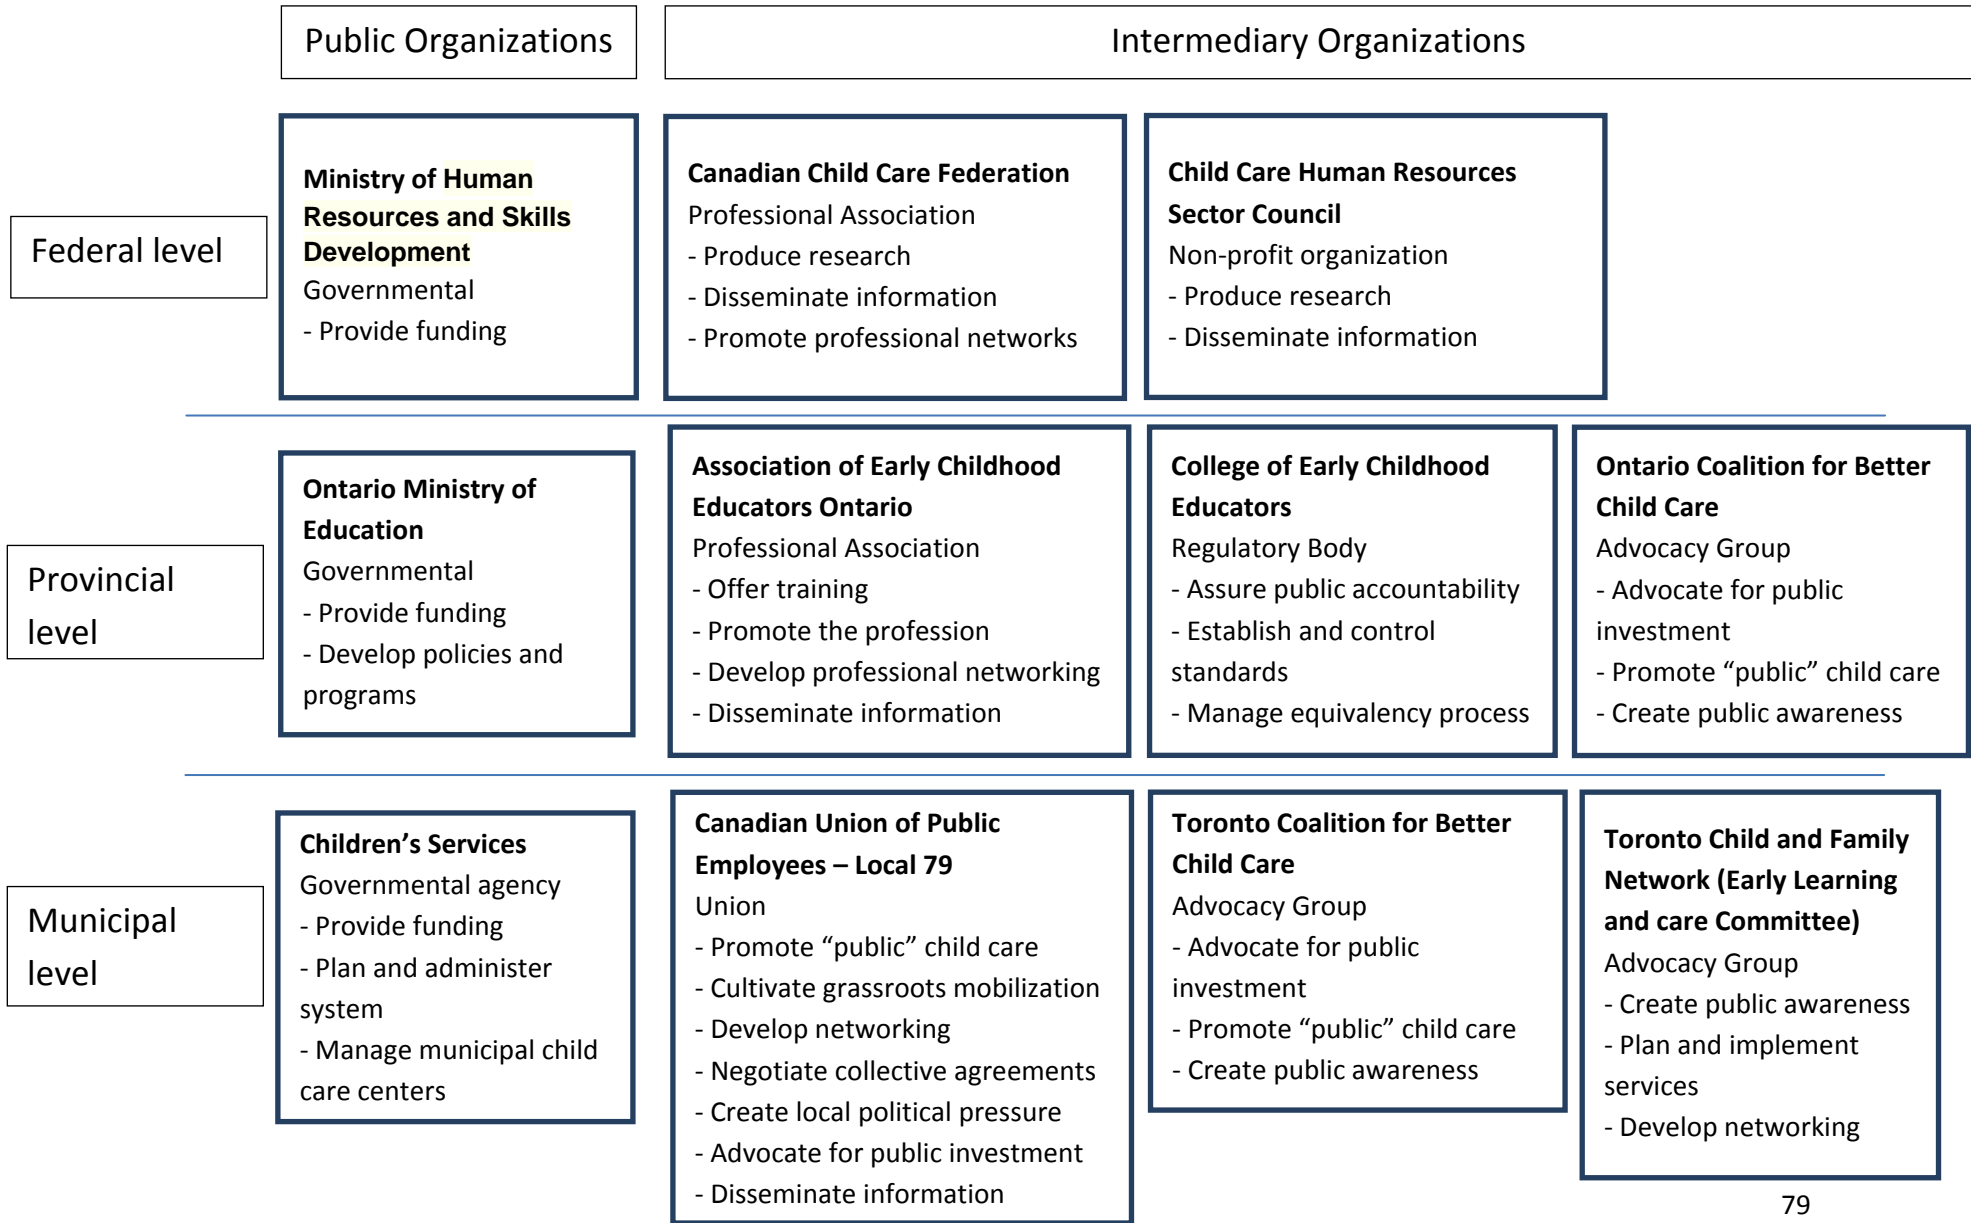 Public Organizations
Intermediary Organizations
Federal level
Ministry of Human
Resources and Skills
Development
Governmental
- Provide funding
Canadian Child Care Federation
Professional Association
- Produce research
- Disseminate information
- Promote professional networks
Child Care Human Resources
Sector Council
Non-profit organization
- Produce research
- Disseminate information
Provincial
level
Ontario Ministry of
Education
Governmental
- Provide funding
- Develop policies and
programs
Association of Early Childhood
Educators Ontario
Professional Association
- Offer training
- Promote the profession
- Develop professional networking
- Disseminate information
College of Early Childhood
Educators
Regulatory Body
- Assure public accountability
- Establish and control
standards
- Manage equivalency process
Ontario Coalition for Better
Child Care
Advocacy Group
- Advocate for public
investment
- Promote “public” child care
- Create public awareness
Municipal
level
Children’s Services
Governmental agency
- Provide funding
- Plan and administer
system
- Manage municipal child
care centers
Canadian Union of Public
Employees – Local 79
Union
- Promote “public” child care
- Cultivate grassroots mobilization
- Develop networking
- Negotiate collective agreements
- Create local political pressure
- Advocate for public investment
- Disseminate information
Toronto Coalition for Better
Child Care
Advocacy Group
- Advocate for public
investment
- Promote “public” child care
- Create public awareness
Toronto Child and Family
Network (Early Learning
and care Committee)
Advocacy Group
- Create public awareness
- Plan and implement
services
- Develop networking
79